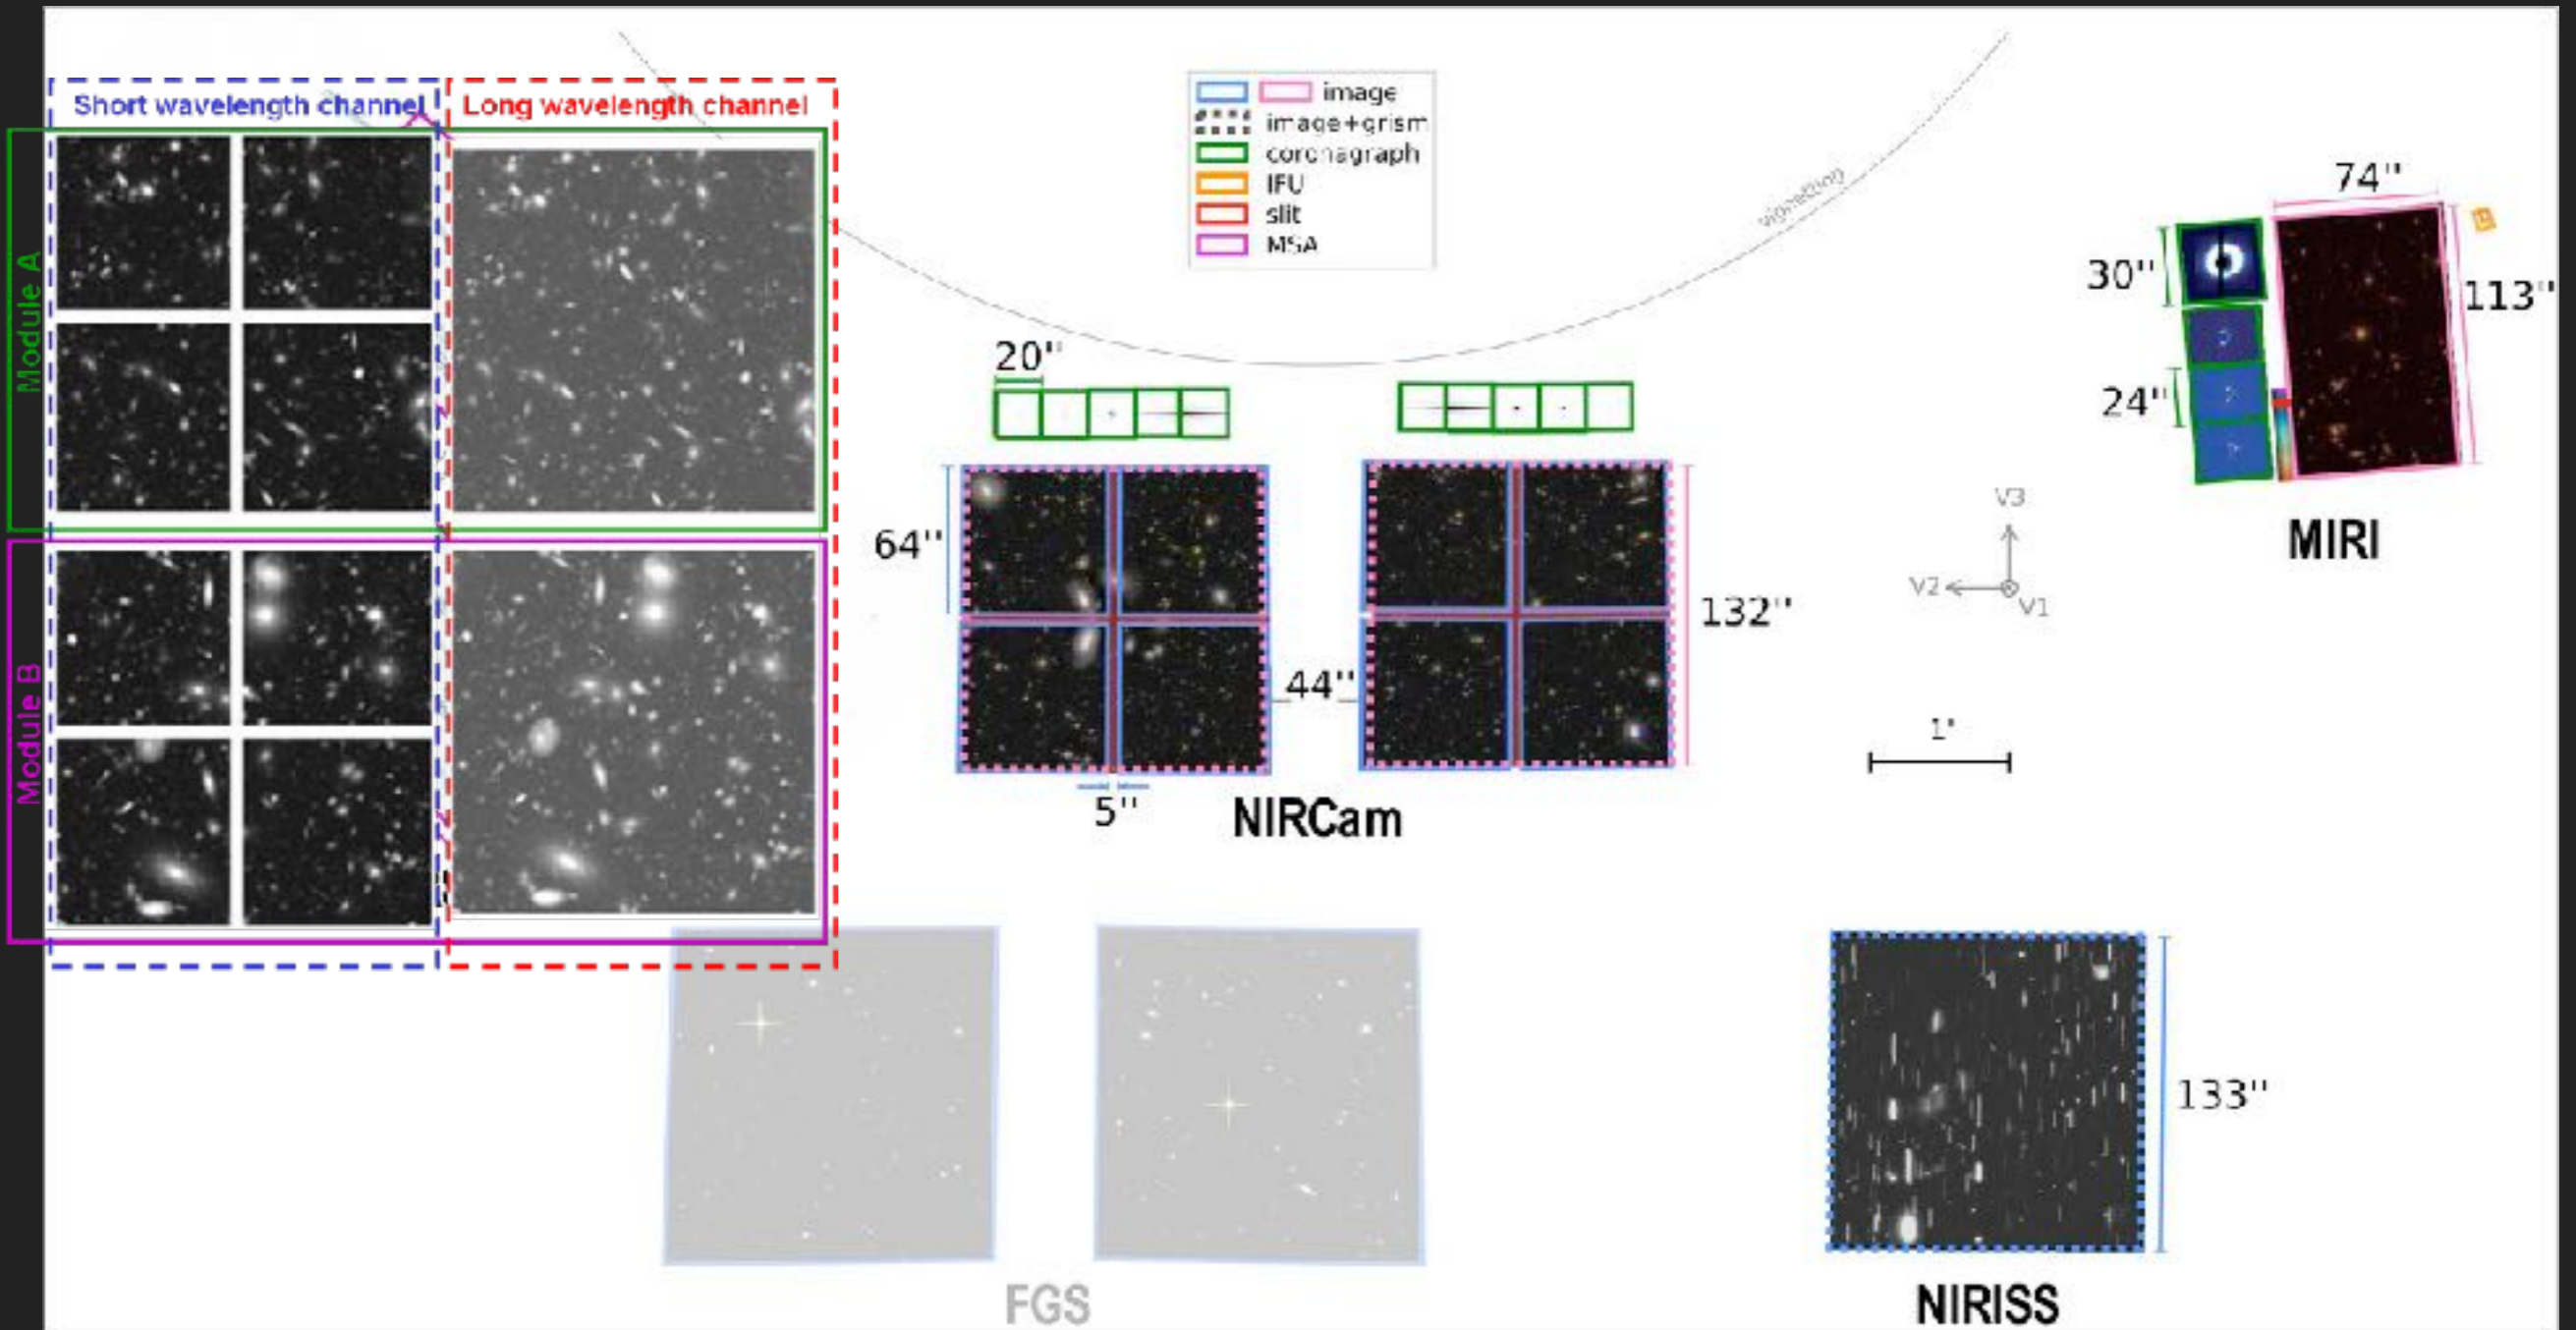 Short wavelength channel
Long wavelength channel
Module A
Module B
image
image+grism
coronagraph
IFU
slit
MSA
vignetting
74"
30"
113"
24"
MIRI
20"
64"
132"
44"
5"
NIRCam
V3
V2
V1
1'
133"
FGS
NIRISS